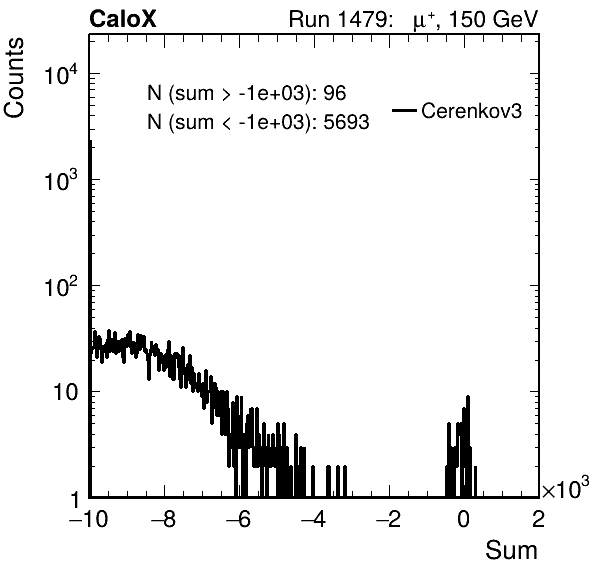 CaloX Run 1479: μ⁺, 150 GeV
Counts
N (sum > -1e+03): 96
N (sum < -1e+03): 5693
Cerenkov3
10⁴
10³
10²
10
1
−10 −8 −6 −4 −2 0 2
×10³
Sum